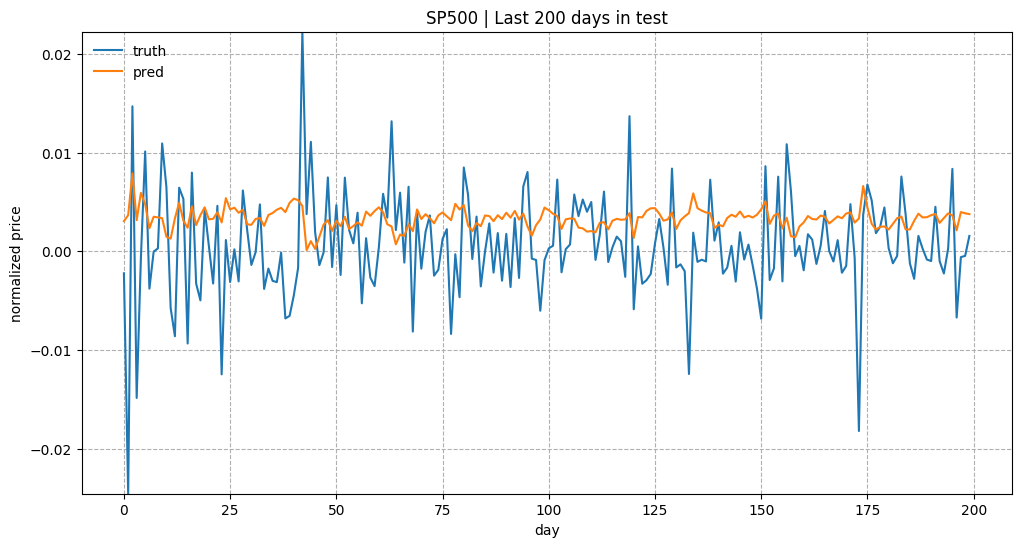 SP500 | Last 200 days in test
truth
pred
0.02
0.01
0.00
−0.01
−0.02
normalized price
0 25 50 75 100 125 150 175 200
day